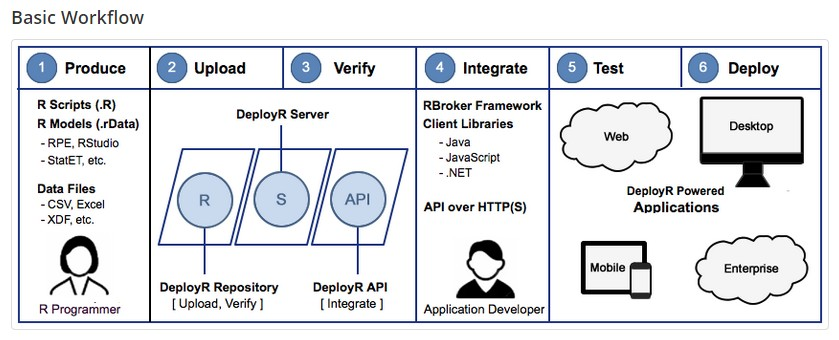 Basic Workflow
1 Produce
2 Upload
3 Verify
4 Integrate
5 Test
6 Deploy
R Scripts (.R)
R Models (.rData)
- RPE, RStudio
- StatET, etc.
Data Files
- CSV, Excel
- XDF, etc.
R Programmer
DeployR Server
R
S
API
DeployR Repository
[ Upload, Verify ]
DeployR API
[ Integrate ]
RBroker Framework
Client Libraries
- Java
- JavaScript
- .NET
API over HTTP(S)
Application Developer
Web
Desktop
DeployR Powered
Applications
Mobile
Enterprise